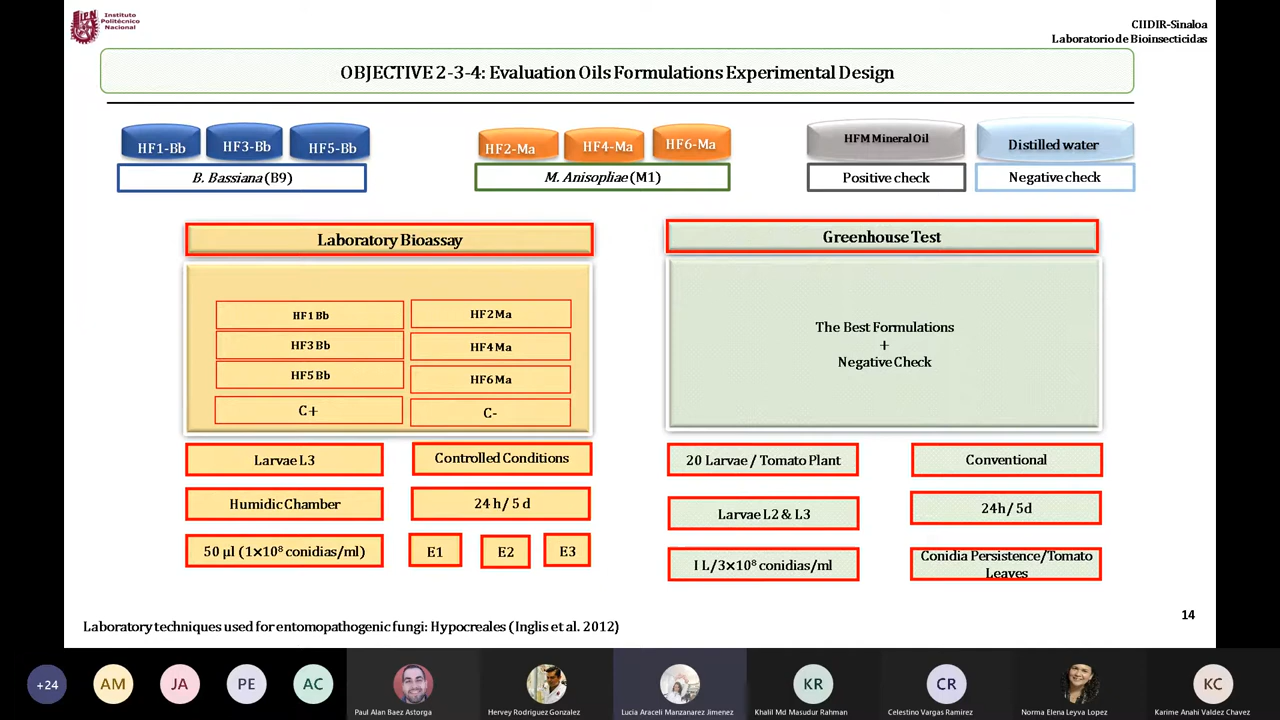 Instituto
Politécnico
Nacional
CIIDIR-Sinaloa
Laboratorio de Bioinsecticidas
OBJECTIVE 2-3-4: Evaluation Oils Formulations Experimental Design
HF1-Bb HF3-Bb HF5-Bb
B. Bassiana (B9)
HF2-Ma HF4-Ma HF6-Ma
M. Anisopliae (M1)
HFM Mineral Oil
Positive check
Distilled water
Negative check
Laboratory Bioassay
HF1 Bb HF2 Ma
HF3 Bb HF4 Ma
HF5 Bb HF6 Ma
C+ C-
Larvae L3 Controlled Conditions
Humidic Chamber 24 h/ 5 d
50 µl (1×10⁸ conidias/ml) E1 E2 E3
Greenhouse Test
The Best Formulations
+
Negative Check
20 Larvae / Tomato Plant Conventional
Larvae L2 & L3 24h/ 5d
I L/3×10⁸ conidias/ml Conidia Persistence/Tomato
Leaves
14
Laboratory techniques used for entomopathogenic fungi: Hypocreales (Inglis et al. 2012)
+24 AM JA PE AC KR CR KC
Paul Alan Baez Astorga Hervey Rodriguez Gonzalez Lucia Araceli Manzanarez Jimenez Khalil Md Masudur Rahman Celestino Vargas Ramirez Norma Elena Leyva Lopez Karime Anahi Valdez Chavez